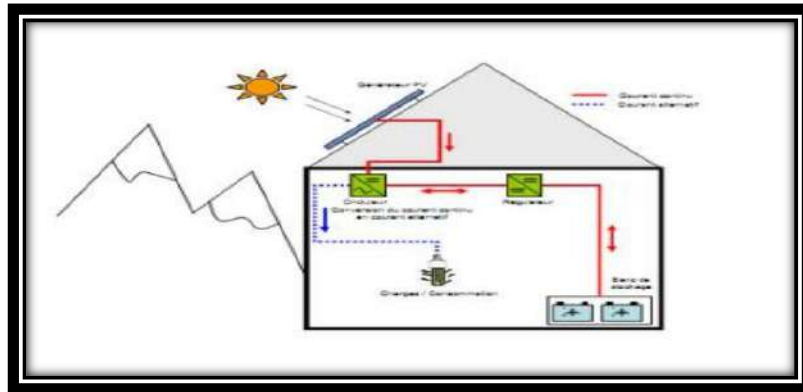 Générateur PV
Courant continu
Courant alternatif
Onduleur
Conversion du courant continu
en courant alternatif
Régulateur
Charges / Consommation
Banc de
stockage